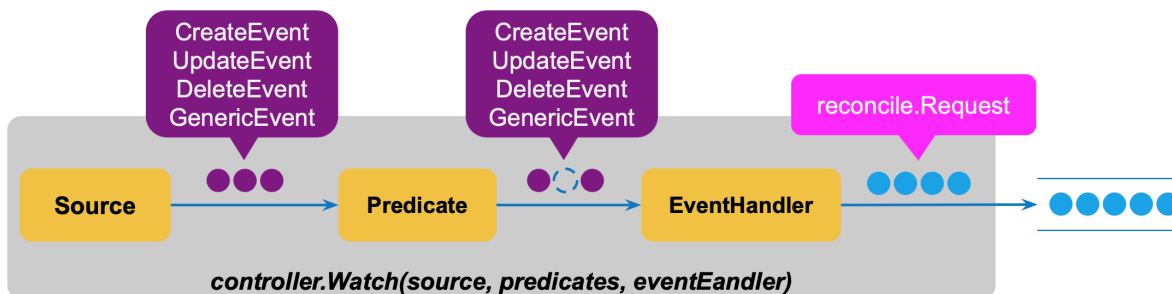 CreateEvent
UpdateEvent
DeleteEvent
GenericEvent
CreateEvent
UpdateEvent
DeleteEvent
GenericEvent
reconcile.Request
Source
Predicate
EventHandler
controller.Watch(source, predicates, eventEandler)